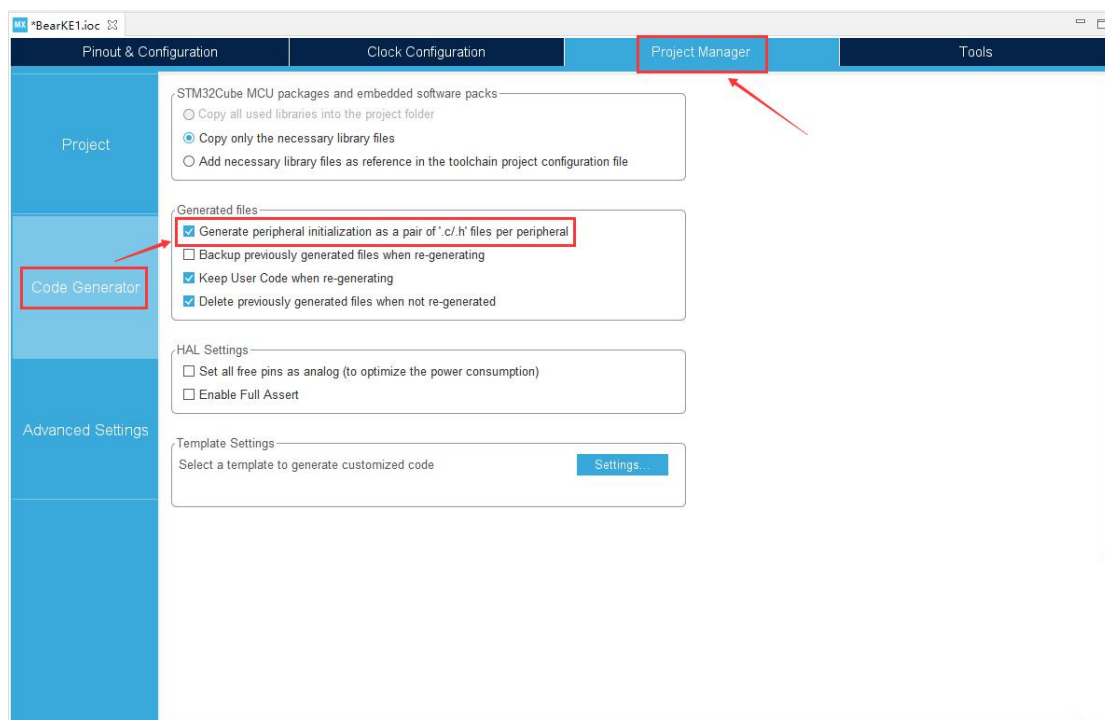 MX *BearKE1.ioc
Pinout & Configuration
Clock Configuration
Project Manager
Tools
Project
Code Generator
Advanced Settings
STM32Cube MCU packages and embedded software packs
Copy all used libraries into the project folder
Copy only the necessary library files
Add necessary library files as reference in the toolchain project configuration file
Generated files
Generate peripheral initialization as a pair of '.c/.h' files per peripheral
Backup previously generated files when re-generating
Keep User Code when re-generating
Delete previously generated files when not re-generated
HAL Settings
Set all free pins as analog (to optimize the power consumption)
Enable Full Assert
Template Settings
Select a template to generate customized code
Settings...